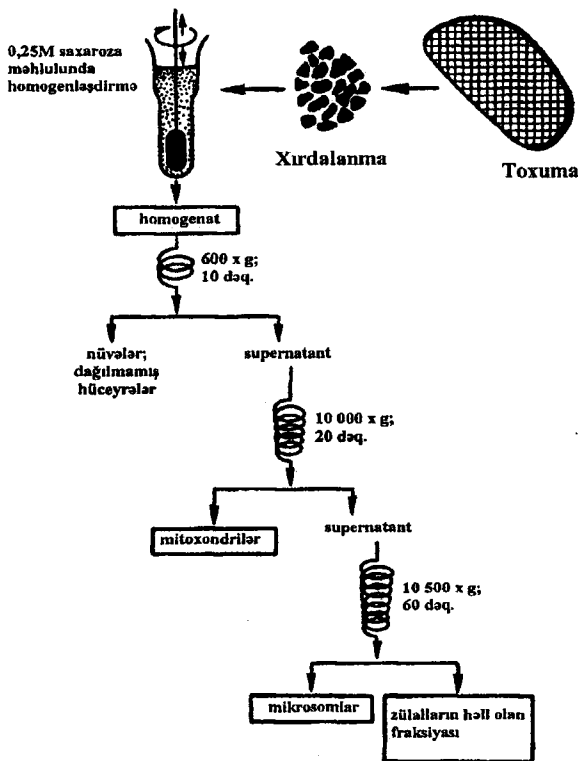 0,25M saxaroza
məhlulunda
homogenləşdirmə
Xırdalanma
Toxuma
homogenat
600 x g;
10 dəq.
nüvələr;
dağılmamış
hüceyrələr
supernatant
10 000 x g;
20 dəq.
mitoxondrilər
supernatant
10 500 x g;
60 dəq.
mikrosomlar
zülalların həll olan
fraksiyası